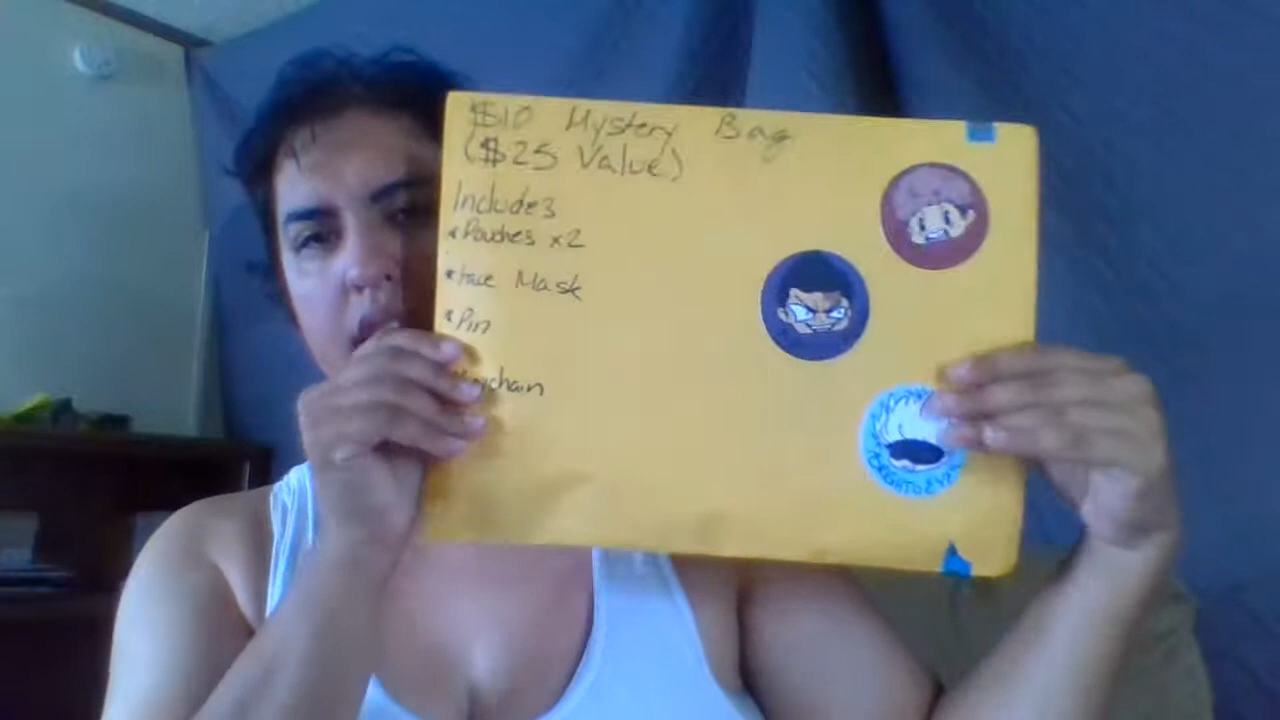 $10 Mystery Bag
($25 Value)
Includes
*Pouches x2
*Face Mask
*Pin